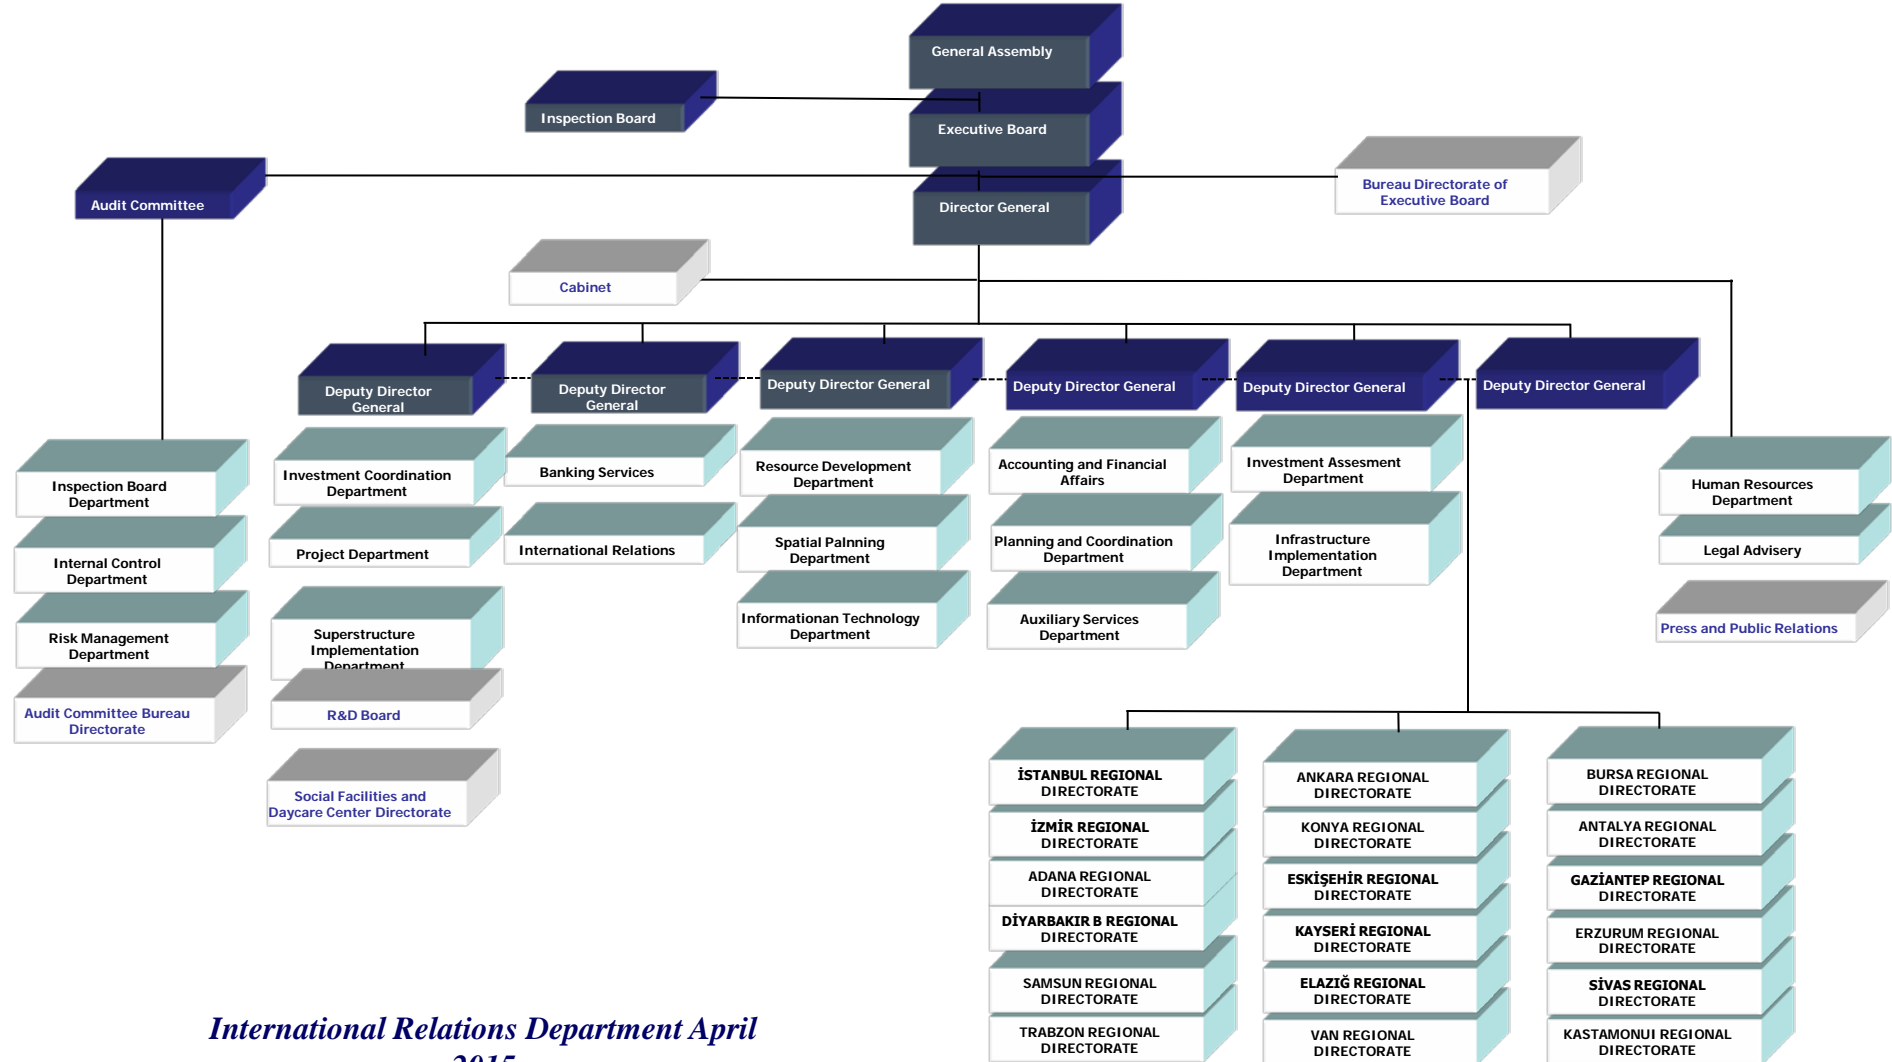 General Assembly
Inspection Board
Executive Board
Audit Committee
Director General
Bureau Directorate of
Executive Board
Cabinet
Deputy Director
General
Deputy Director
General
Deputy Director General
Deputy Director General
Deputy Director General
Deputy Director General
Inspection Board
Department
Internal Control
Department
Risk Management
Department
Audit Committee Bureau
Directorate
Investment Coordination
Department
Project Department
Superstructure
Implementation
Department
R&D Board
Social Facilities and
Daycare Center Directorate
Banking Services
International Relations
Resource Development
Department
Spatial Palnning
Department
Informationan Technology
Department
Accounting and Financial
Affairs
Planning and Coordination
Department
Auxiliary Services
Department
Investment Assesment
Department
Infrastructure
Implementation
Department
Human Resources
Department
Legal Advisery
Press and Public Relations
İSTANBUL REGIONAL
DIRECTORATE
İZMİR REGIONAL
DIRECTORATE
ADANA REGIONAL
DIRECTORATE
DİYARBAKIR B REGIONAL
DIRECTORATE
SAMSUN REGIONAL
DIRECTORATE
TRABZON REGIONAL
DIRECTORATE
ANKARA REGIONAL
DIRECTORATE
KONYA REGIONAL
DIRECTORATE
ESKİŞEHİR REGIONAL
DIRECTORATE
KAYSERİ REGIONAL
DIRECTORATE
ELAZIĞ REGIONAL
DIRECTORATE
VAN REGIONAL
DIRECTORATE
BURSA REGIONAL
DIRECTORATE
ANTALYA REGIONAL
DIRECTORATE
GAZİANTEP REGIONAL
DIRECTORATE
ERZURUM REGIONAL
DIRECTORATE
SİVAS REGIONAL
DIRECTORATE
KASTAMONUI REGIONAL
DIRECTORATE
International Relations Department April
2015